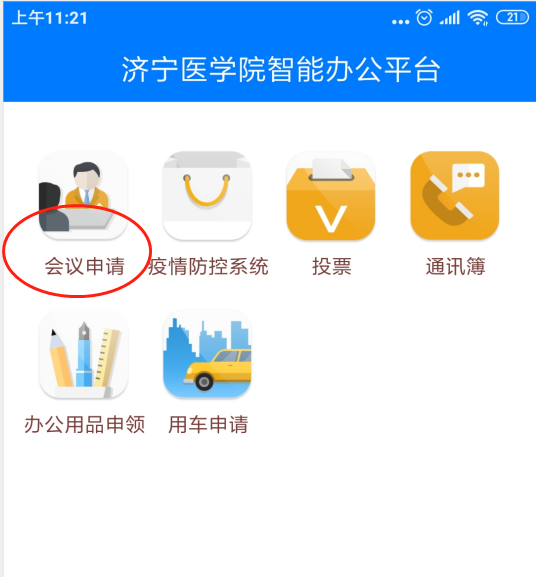 上午11:21
21
济宁医学院智能办公平台
会议申请
疫情防控系统
投票
通讯簿
办公用品申领
用车申请